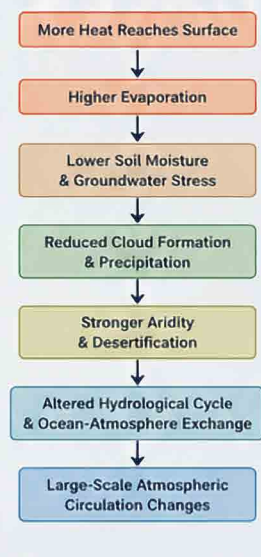 More Heat Reaches Surface
Higher Evaporation
Lower Soil Moisture
& Groundwater Stress
Reduced Cloud Formation
& Precipitation
Stronger Aridity
& Desertification
Altered Hydrological Cycle
& Ocean-Atmosphere Exchange
Large-Scale Atmospheric
Circulation Changes